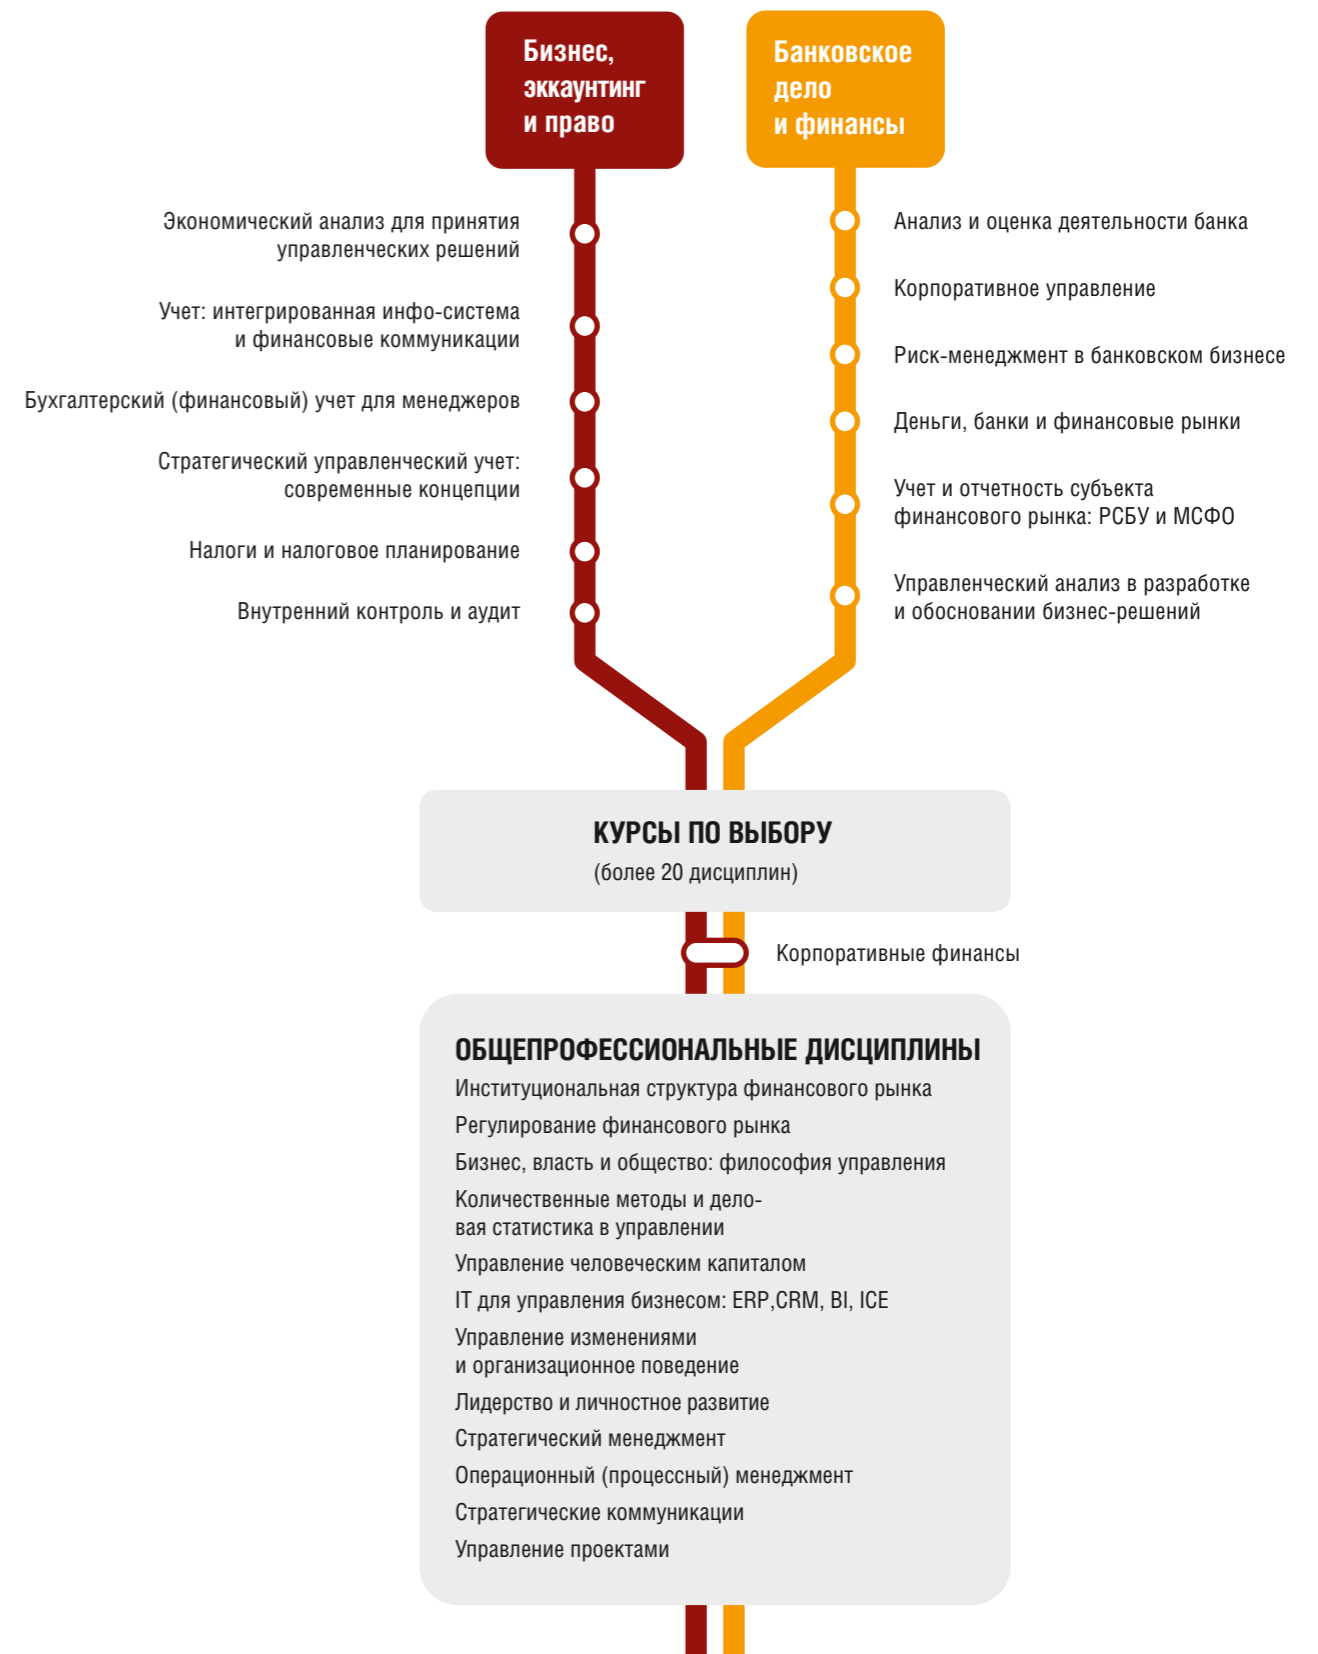 Бизнес,
эккаунтинг
и право
Банковское
дело
и финансы
Экономический анализ для принятия
управленческих решений
Учет: интегрированная инфо-система
и финансовые коммуникации
Бухгалтерский (финансовый) учет для менеджеров
Стратегический управленческий учет:
современные концепции
Налоги и налоговое планирование
Внутренний контроль и аудит
Анализ и оценка деятельности банка
Корпоративное управление
Риск-менеджмент в банковском бизнесе
Деньги, банки и финансовые рынки
Учет и отчетность субъекта
финансового рынка: РСБУ и МСФО
Управленческий анализ в разработке
и обосновании бизнес-решений
КУРСЫ ПО ВЫБОРУ
(более 20 дисциплин)
Корпоративные финансы
ОБЩЕПРОФЕССИОНАЛЬНЫЕ ДИСЦИПЛИНЫ
Институциональная структура финансового рынка
Регулирование финансового рынка
Бизнес, власть и общество: философия управления
Количественные методы и дело-
вая статистика в управлении
Управление человеческим капиталом
IT для управления бизнесом: ERP,CRM, BI, ICE
Управление изменениями
и организационное поведение
Лидерство и личностное развитие
Стратегический менеджмент
Операционный (процессный) менеджмент
Стратегические коммуникации
Управление проектами